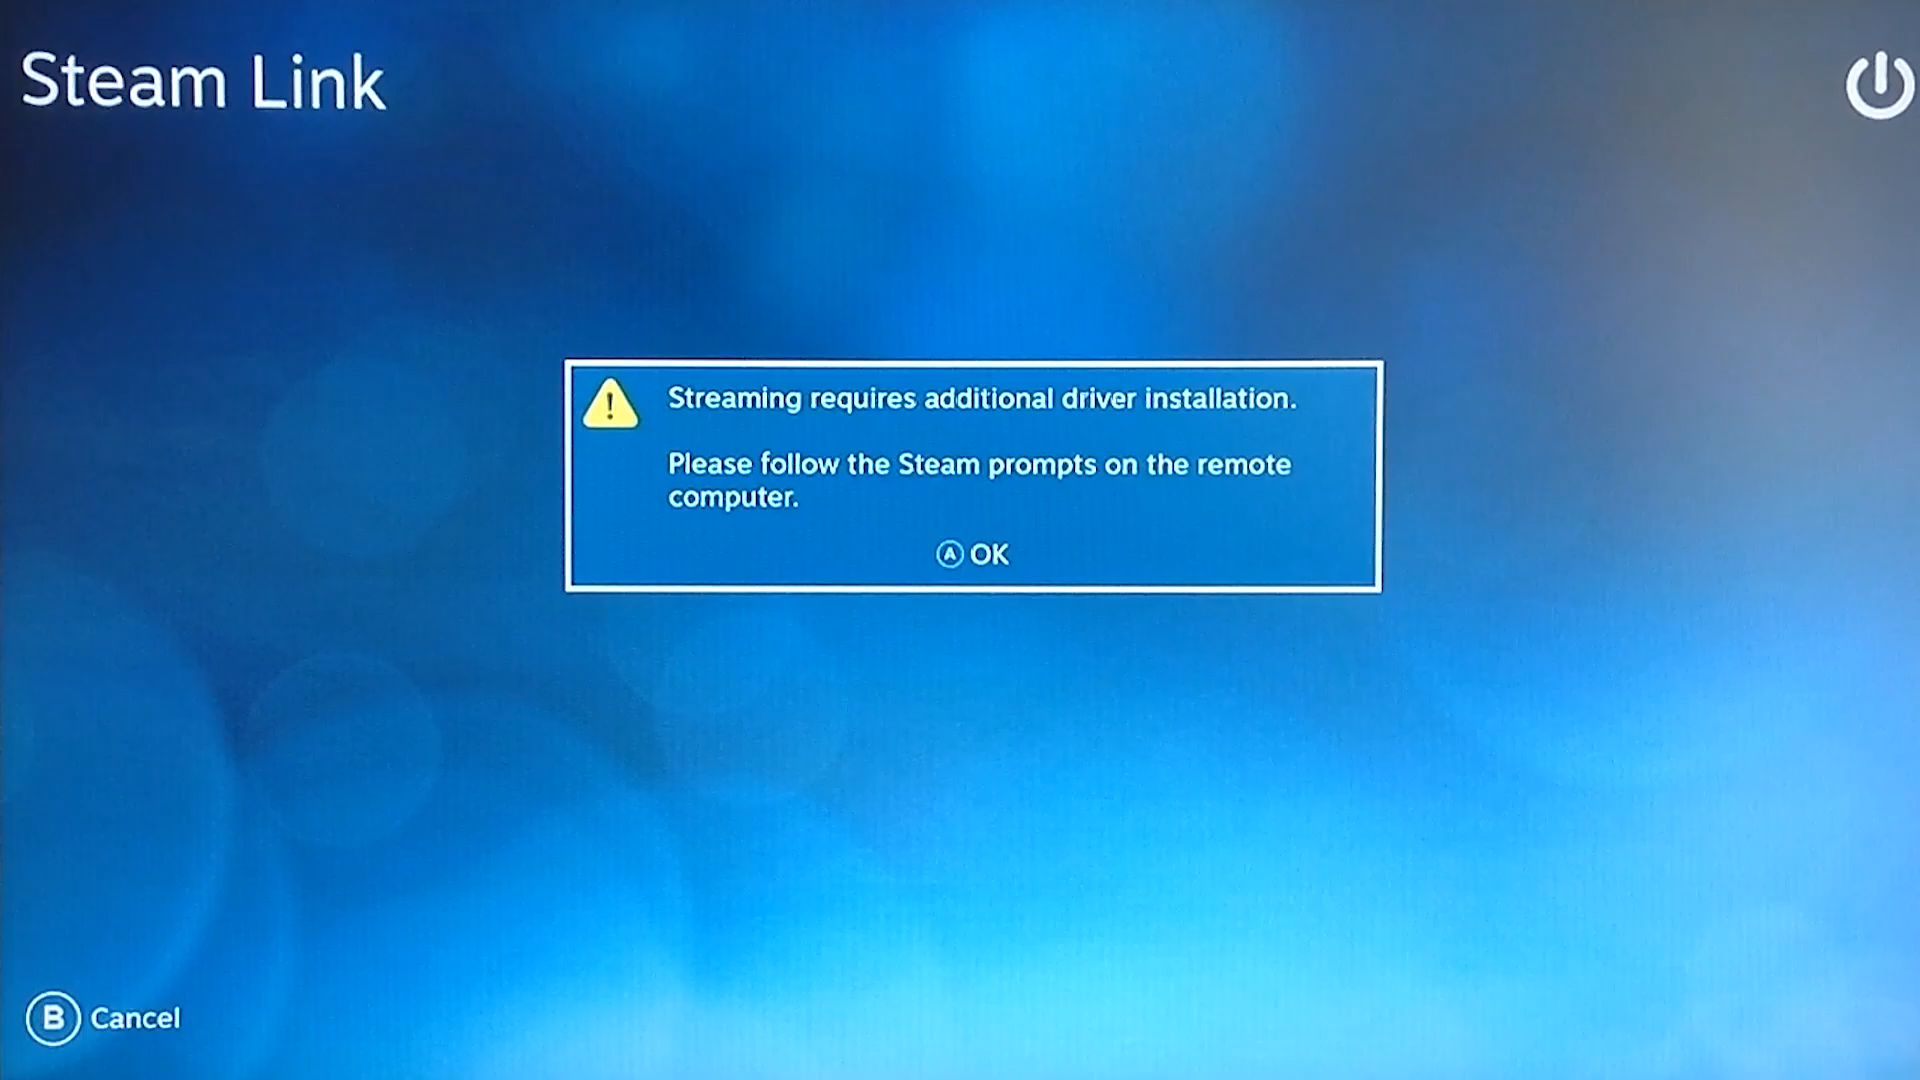 Steam Link
Streaming requires additional driver installation.
Please follow the Steam prompts on the remote
computer.
A OK
B Cancel